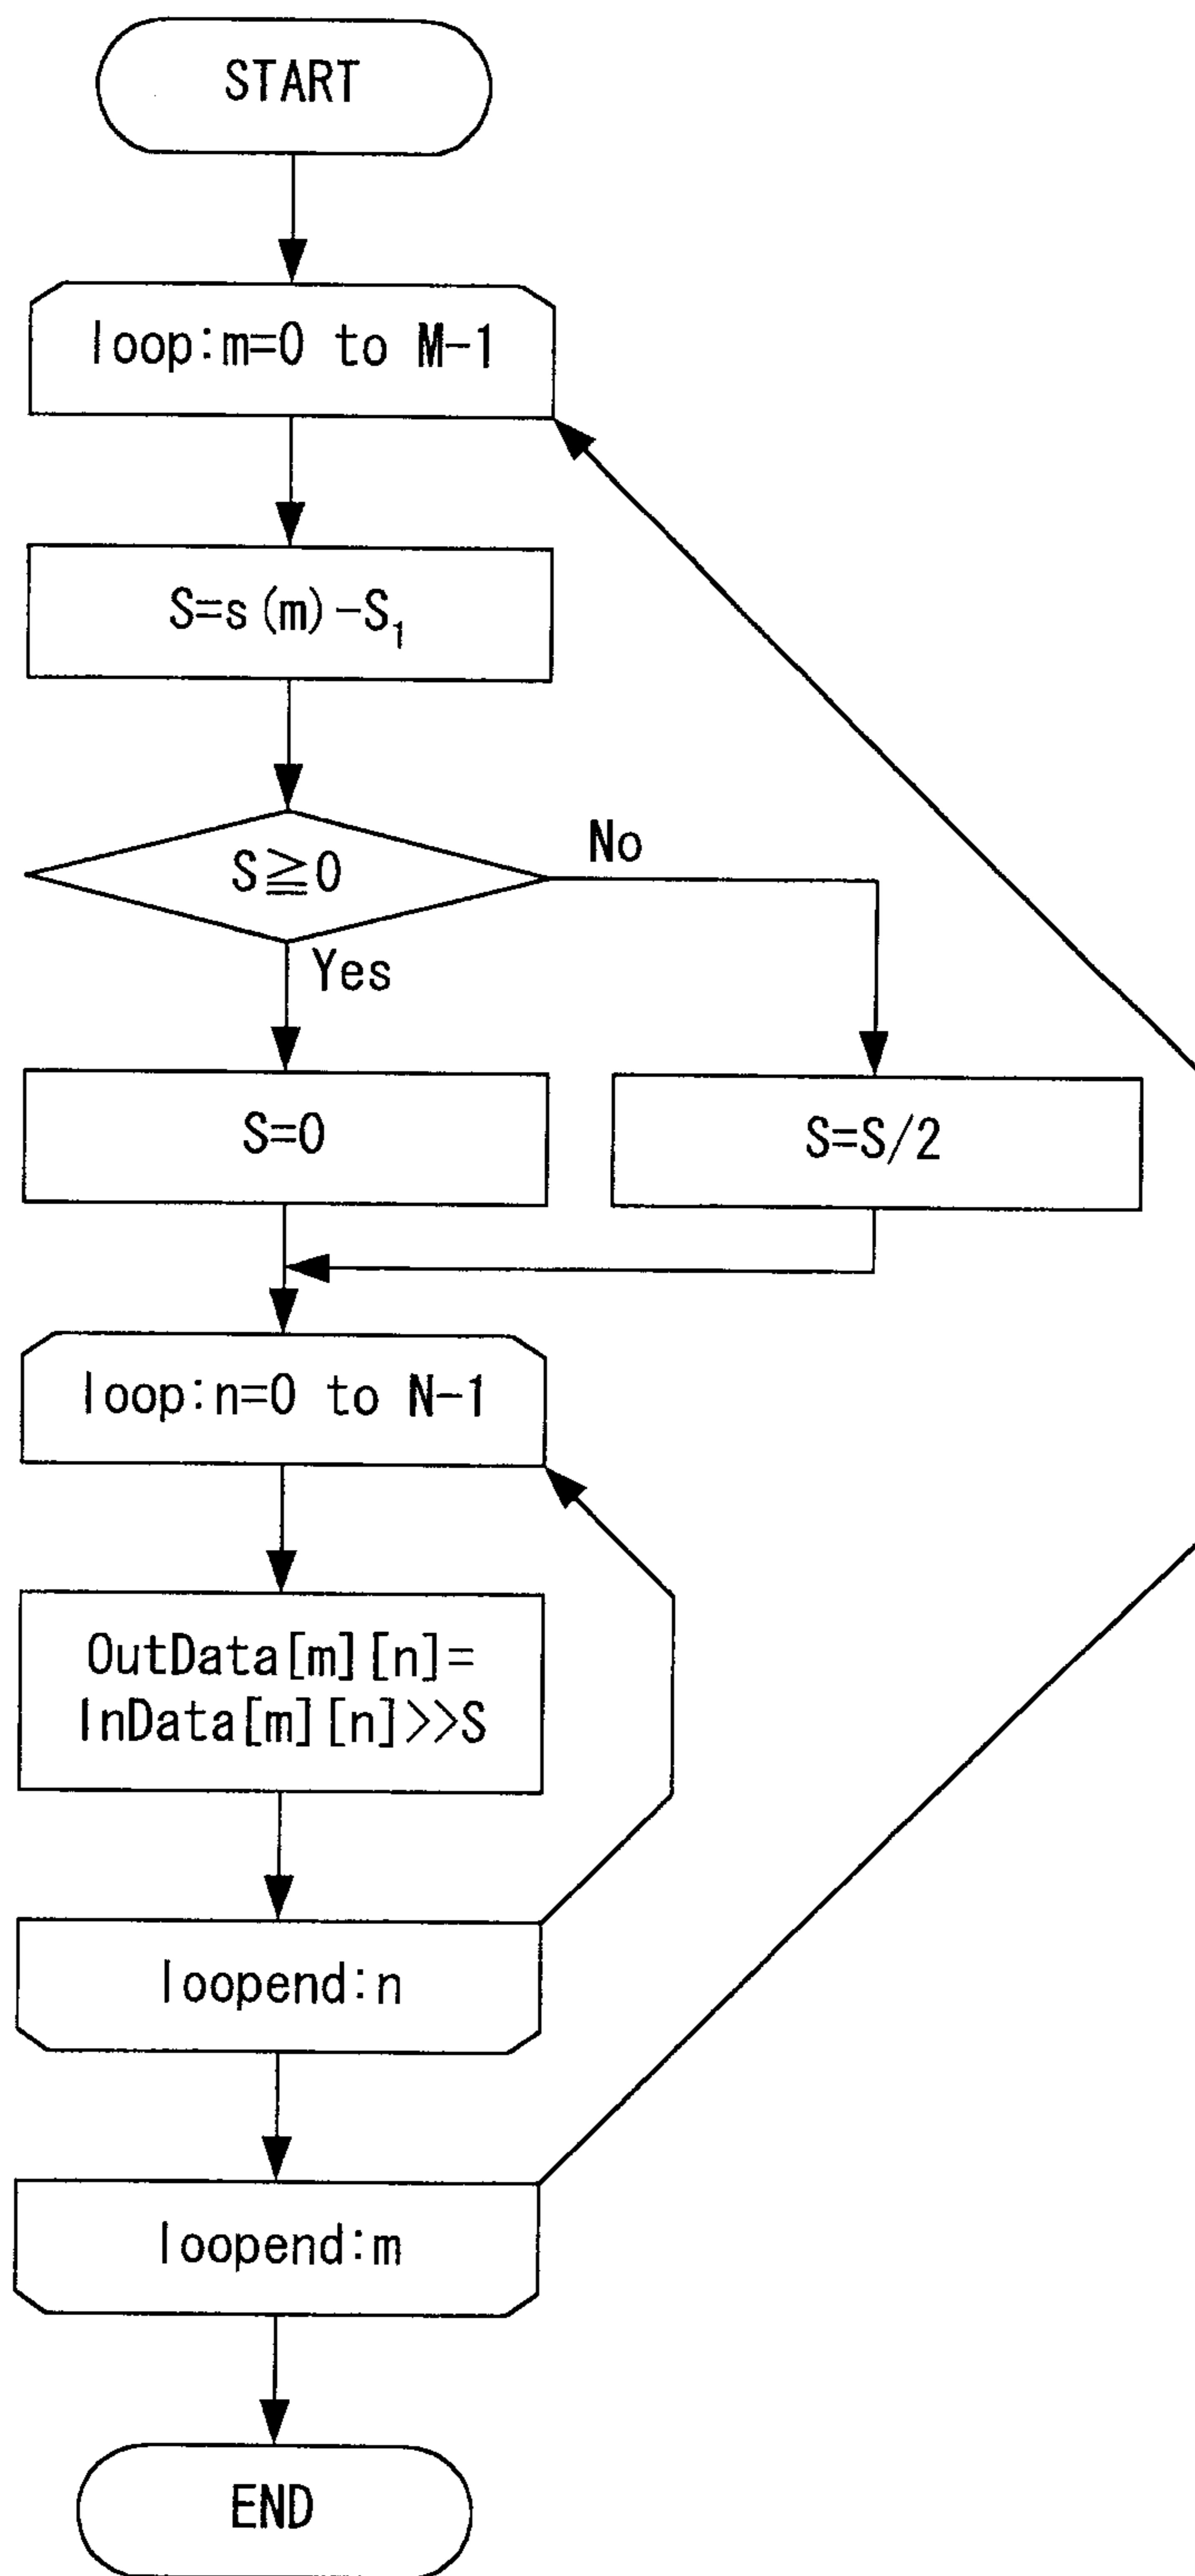 START
loop:m=0 to M-1
S=s(m)-S₁
S≧0
No
Yes
S=0
S=S/2
loop:n=0 to N-1
OutData[m][n]=
InData[m][n]>>S
loopend:n
loopend:m
END